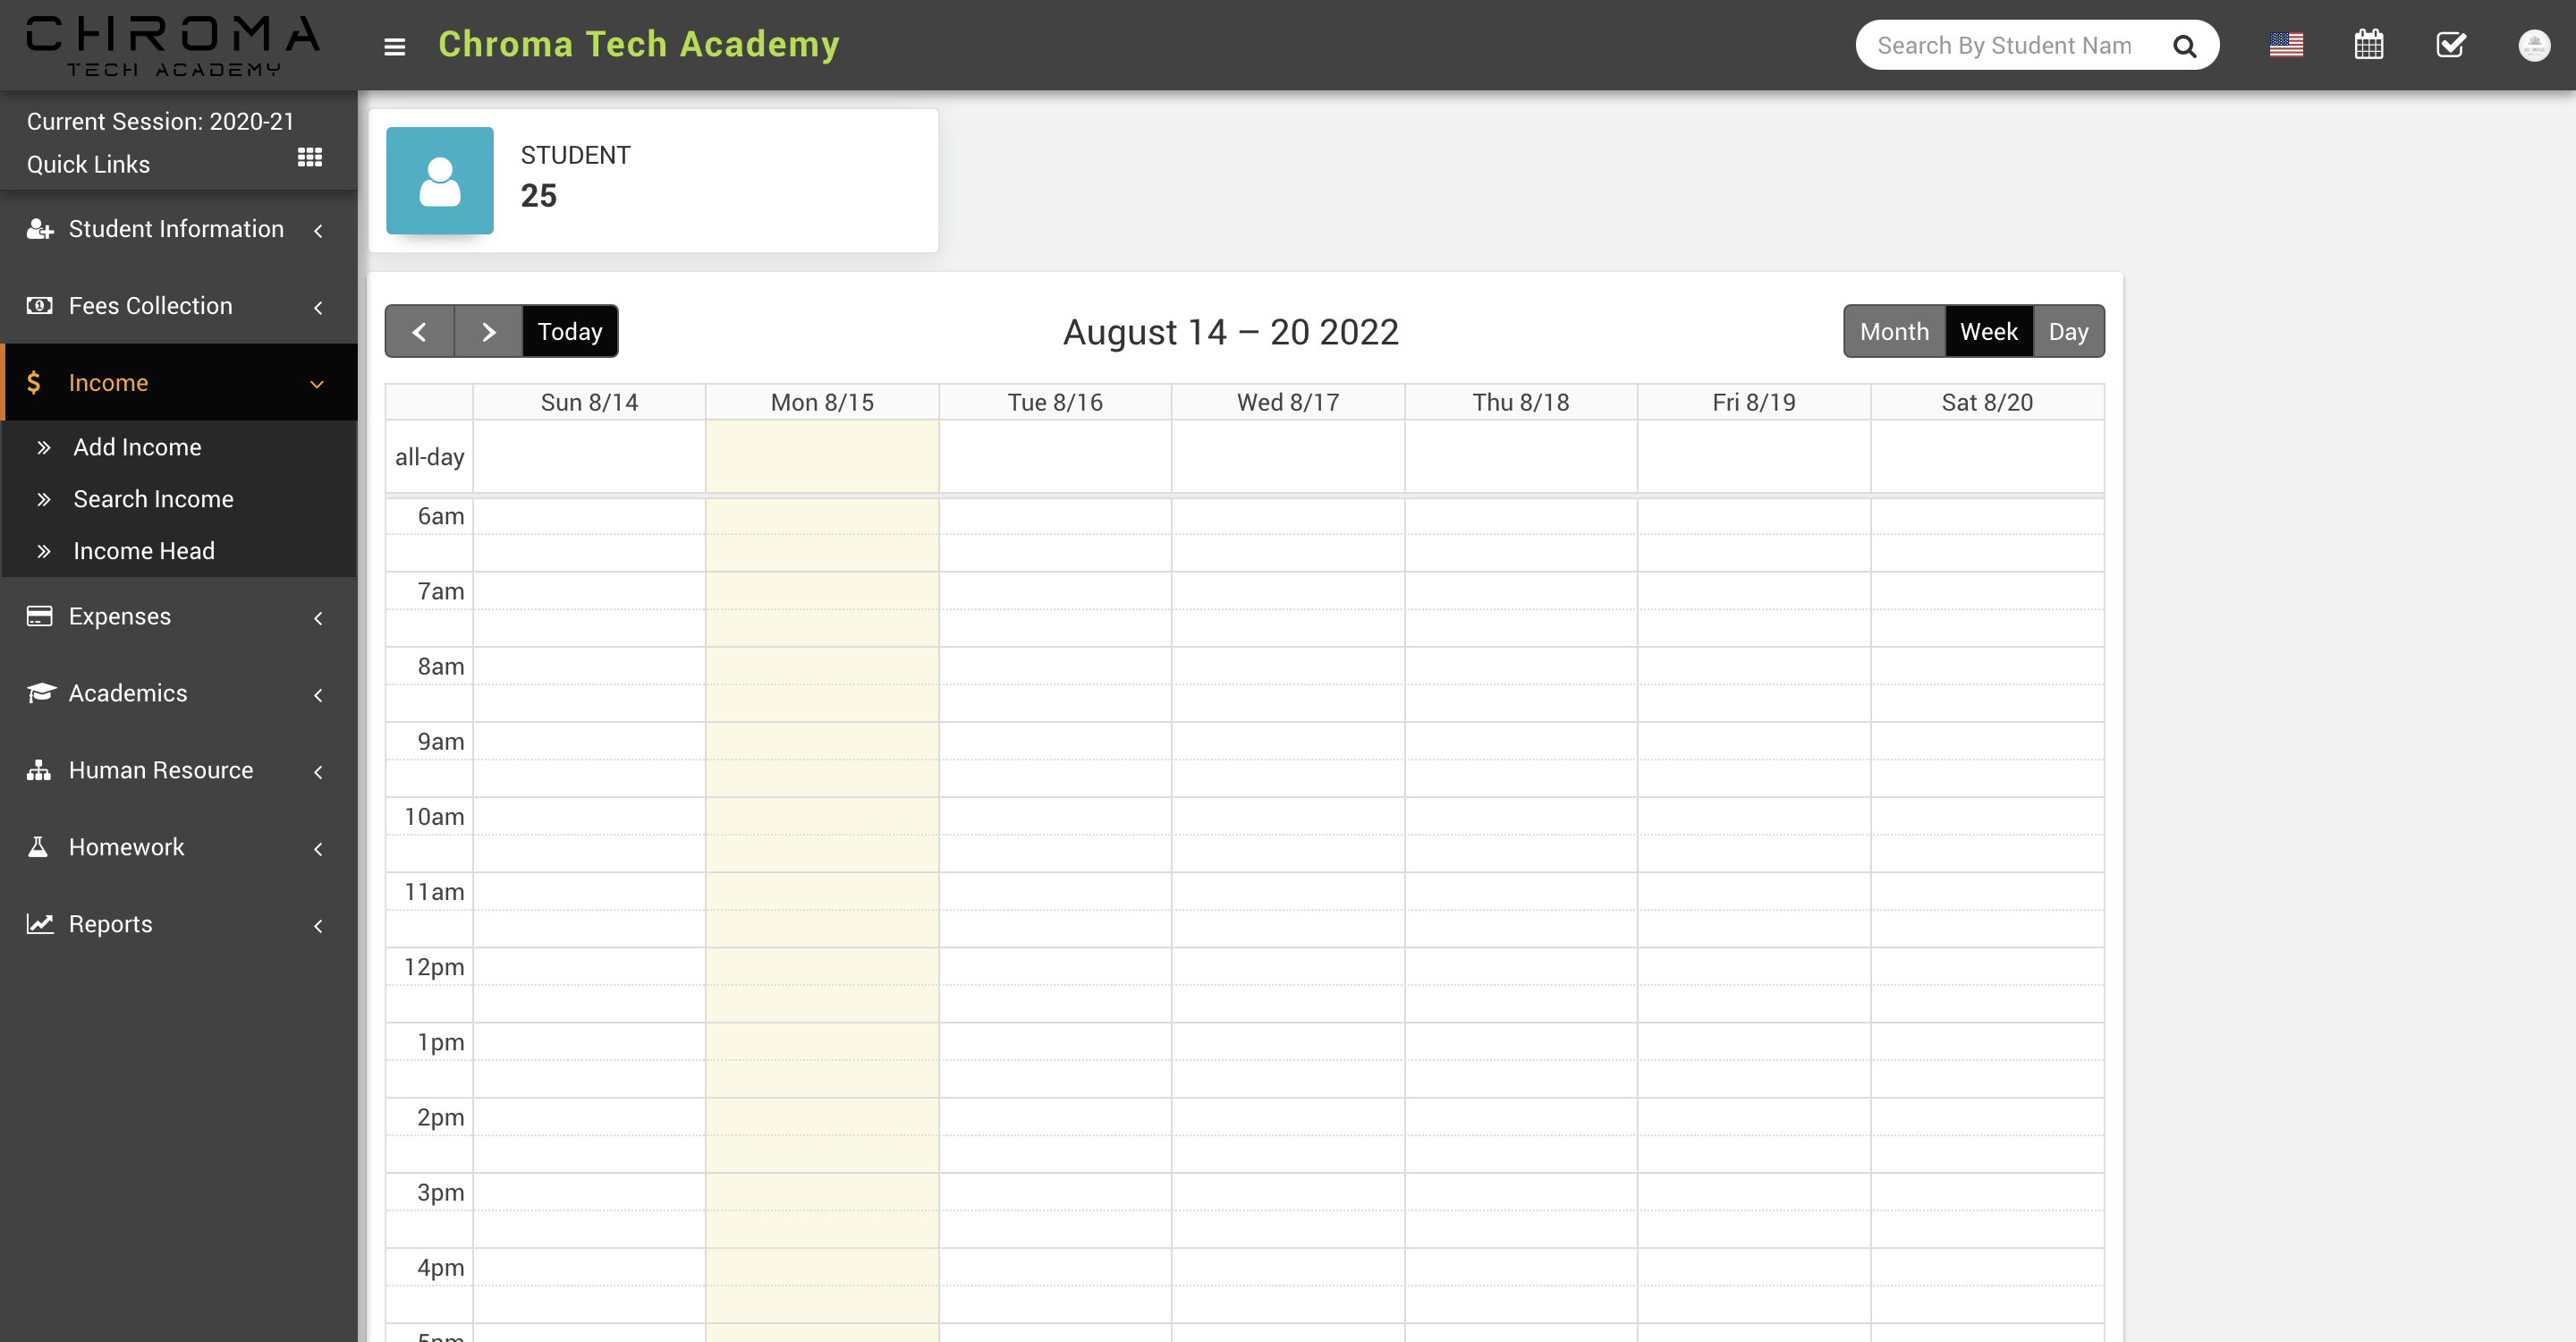 CHROMA
TECH ACADEMY
Chroma Tech Academy
Search By Student Nam
Current Session: 2020-21
Quick Links
Student Information
Fees Collection
Income
Add Income
Search Income
Income Head
Expenses
Academics
Human Resource
Homework
Reports
STUDENT
25
Today
August 14 – 20 2022
Month Week Day
Sun 8/14 Mon 8/15 Tue 8/16 Wed 8/17 Thu 8/18 Fri 8/19 Sat 8/20
all-day
6am
7am
8am
9am
10am
11am
12pm
1pm
2pm
3pm
4pm
5pm